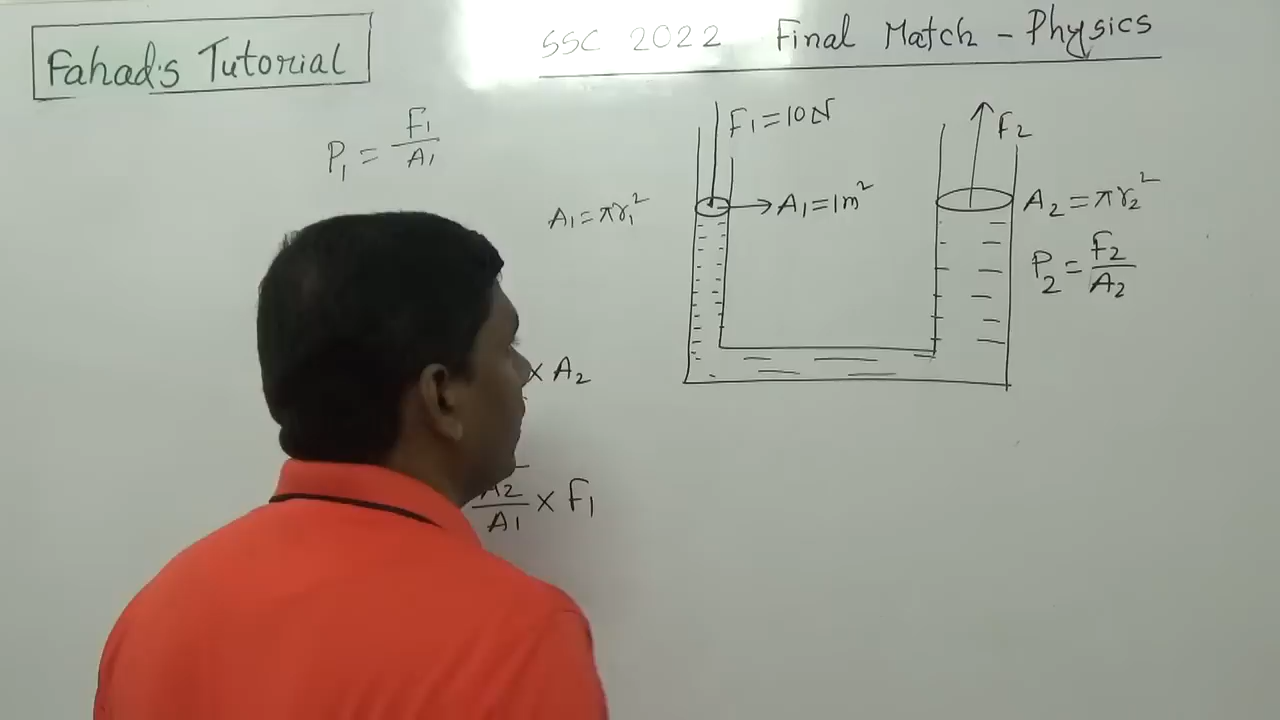 Fahad's Tutorial
SSC 2022 Final Match - Physics
P₁ = F₁/A₁
F₁ = 10N
F₂
A₁ = πr₁²
A₁ = 1m²
A₂ = πr₂²
P₂ = F₂/A₂
× A₂
A₂/A₁ × F₁